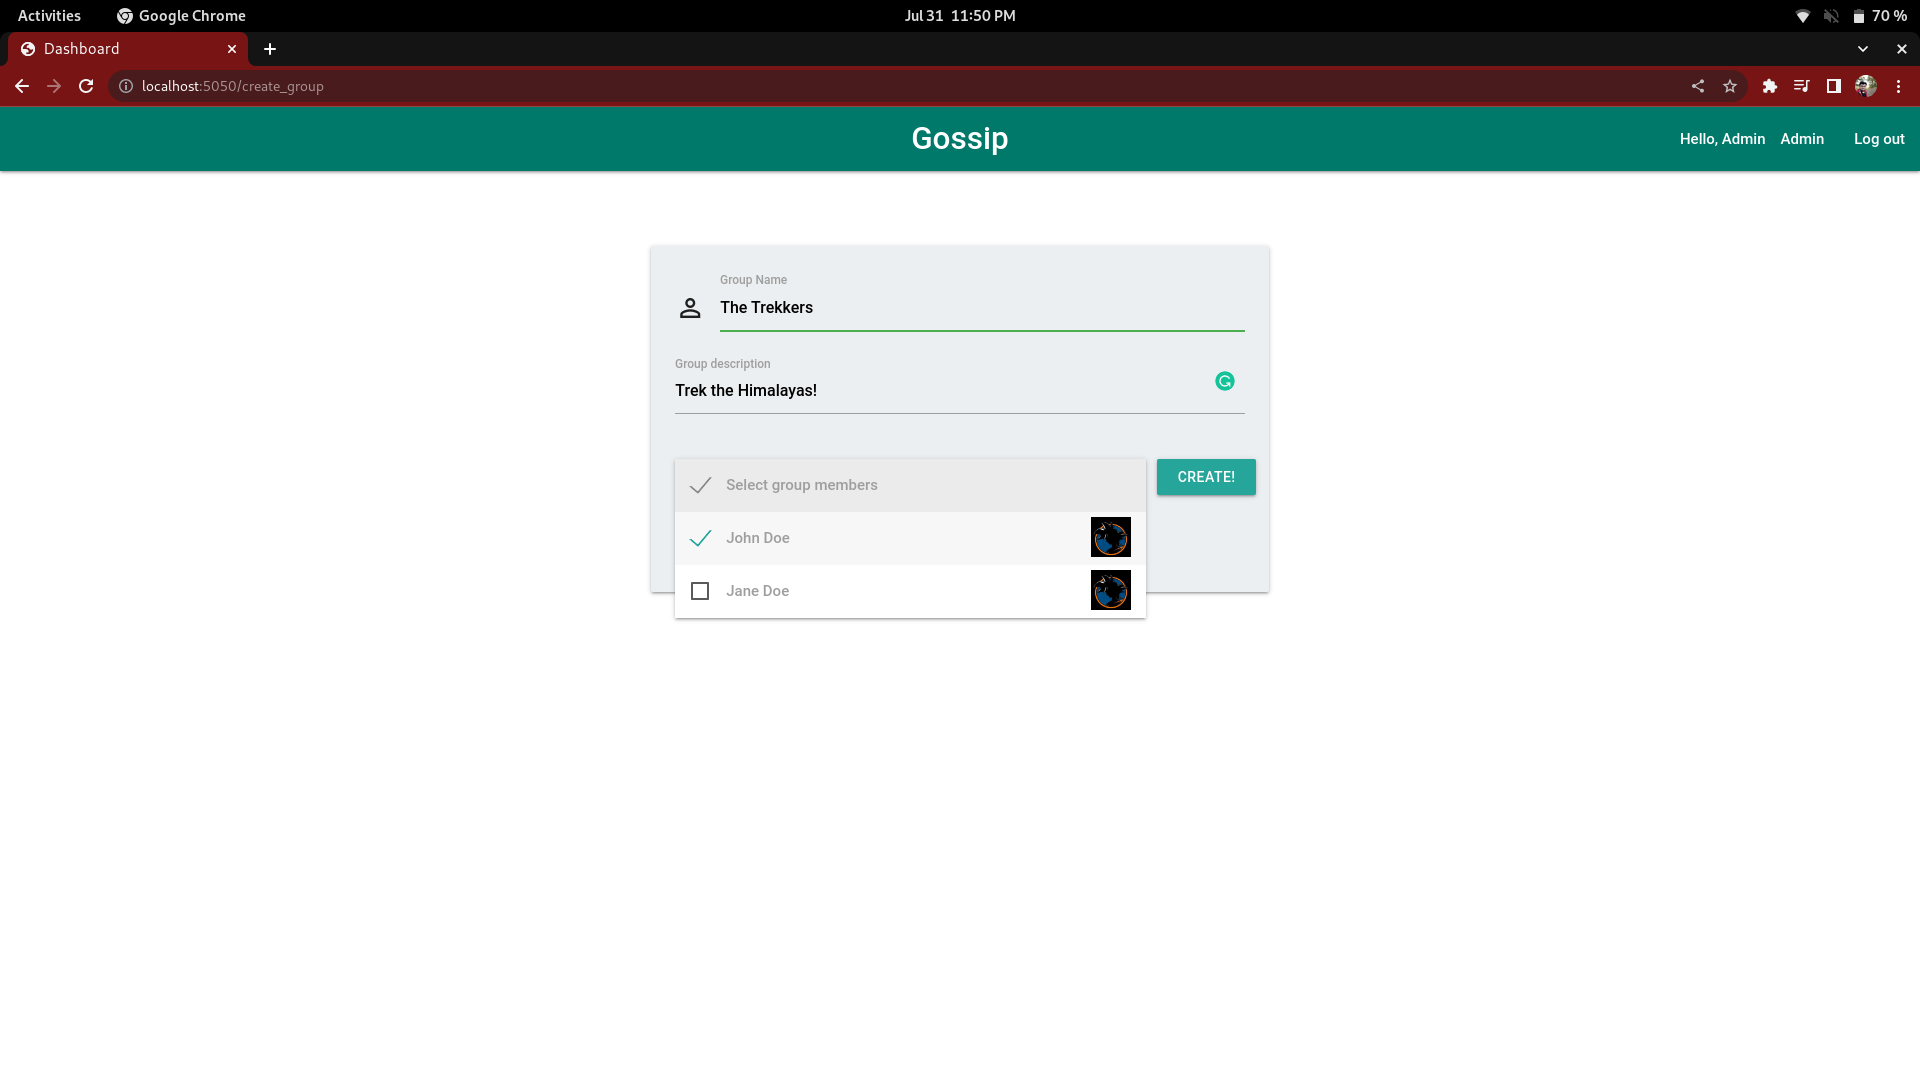 Activities Google Chrome Jul 31 11:50 PM 70 %
Dashboard
localhost:5050/create_group
Gossip Hello, Admin Admin Log out
Group Name
The Trekkers
Group description
Trek the Himalayas!
Select group members CREATE!
John Doe
Jane Doe